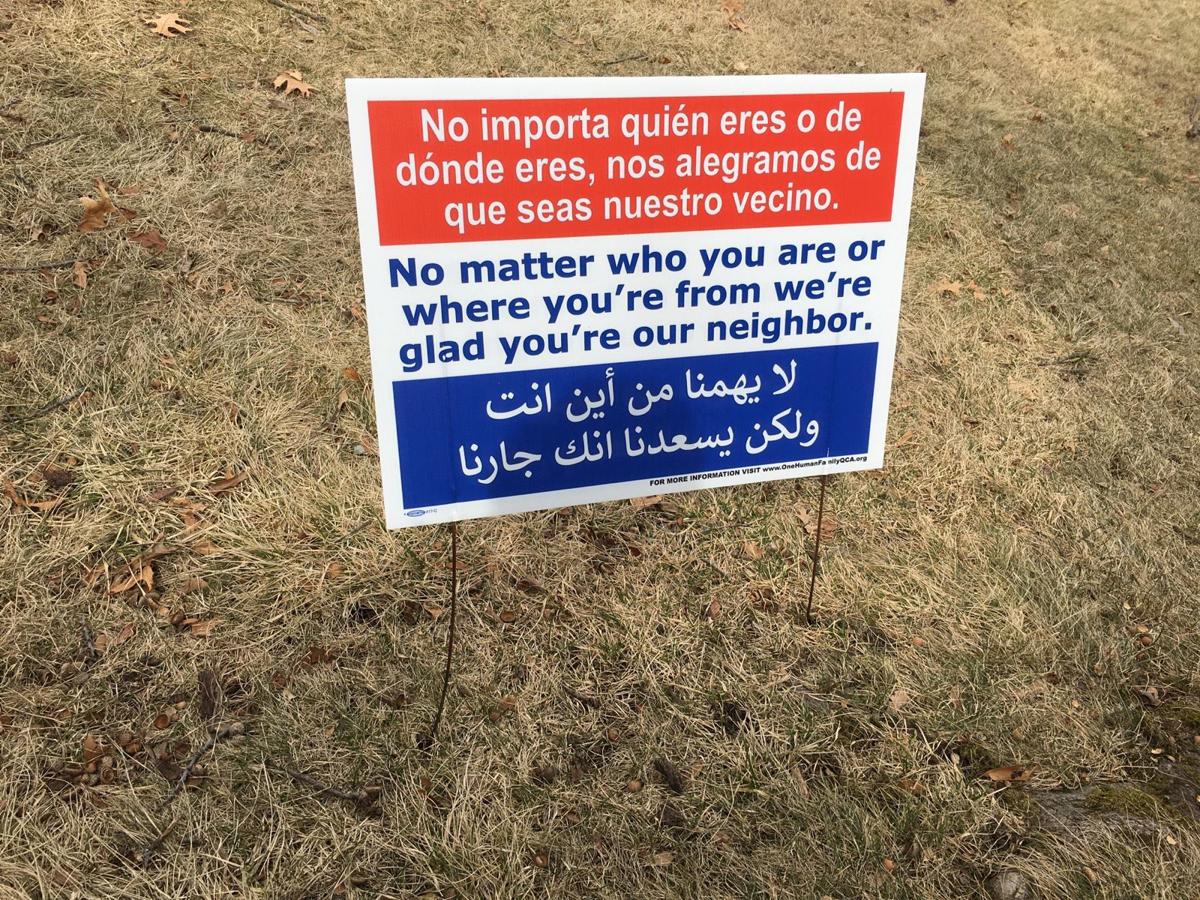 No importa quién eres o de
dónde eres, nos alegramos de
que seas nuestro vecino.
No matter who you are or
where you're from we're
glad you're our neighbor.
لا يهمنا من أين انت
ولكن يسعدنا انك جارنا
FOR MORE INFORMATION VISIT www.OneHumanFamilyQCA.org